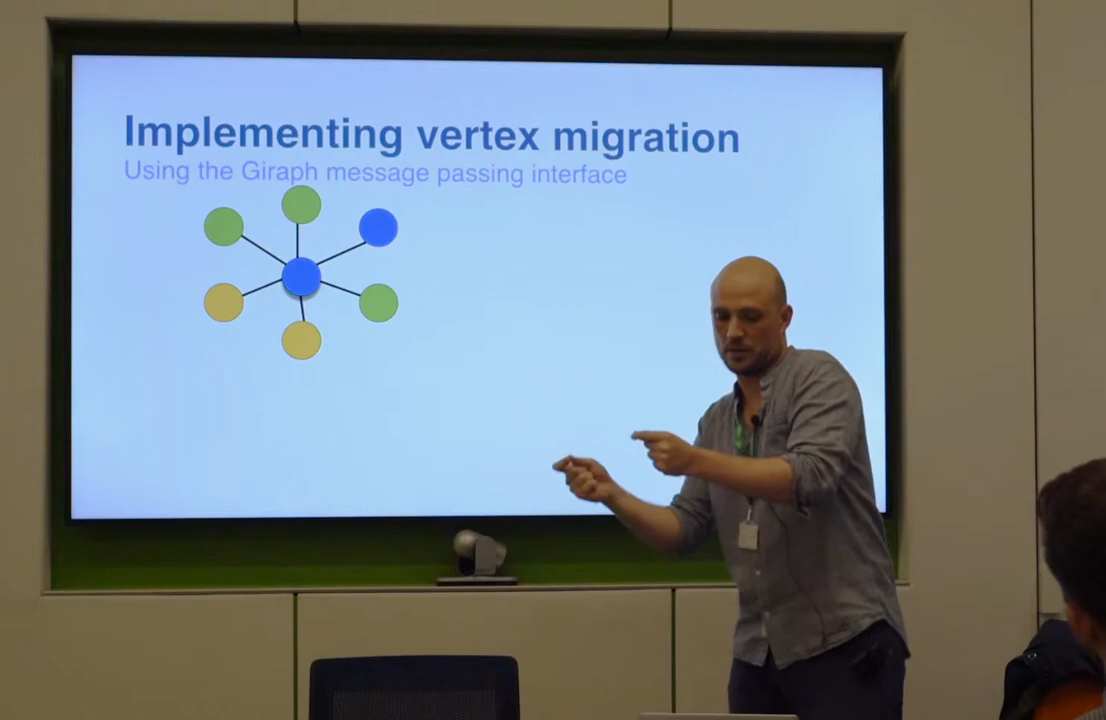 Implementing vertex migration
Using the Giraph message passing interface